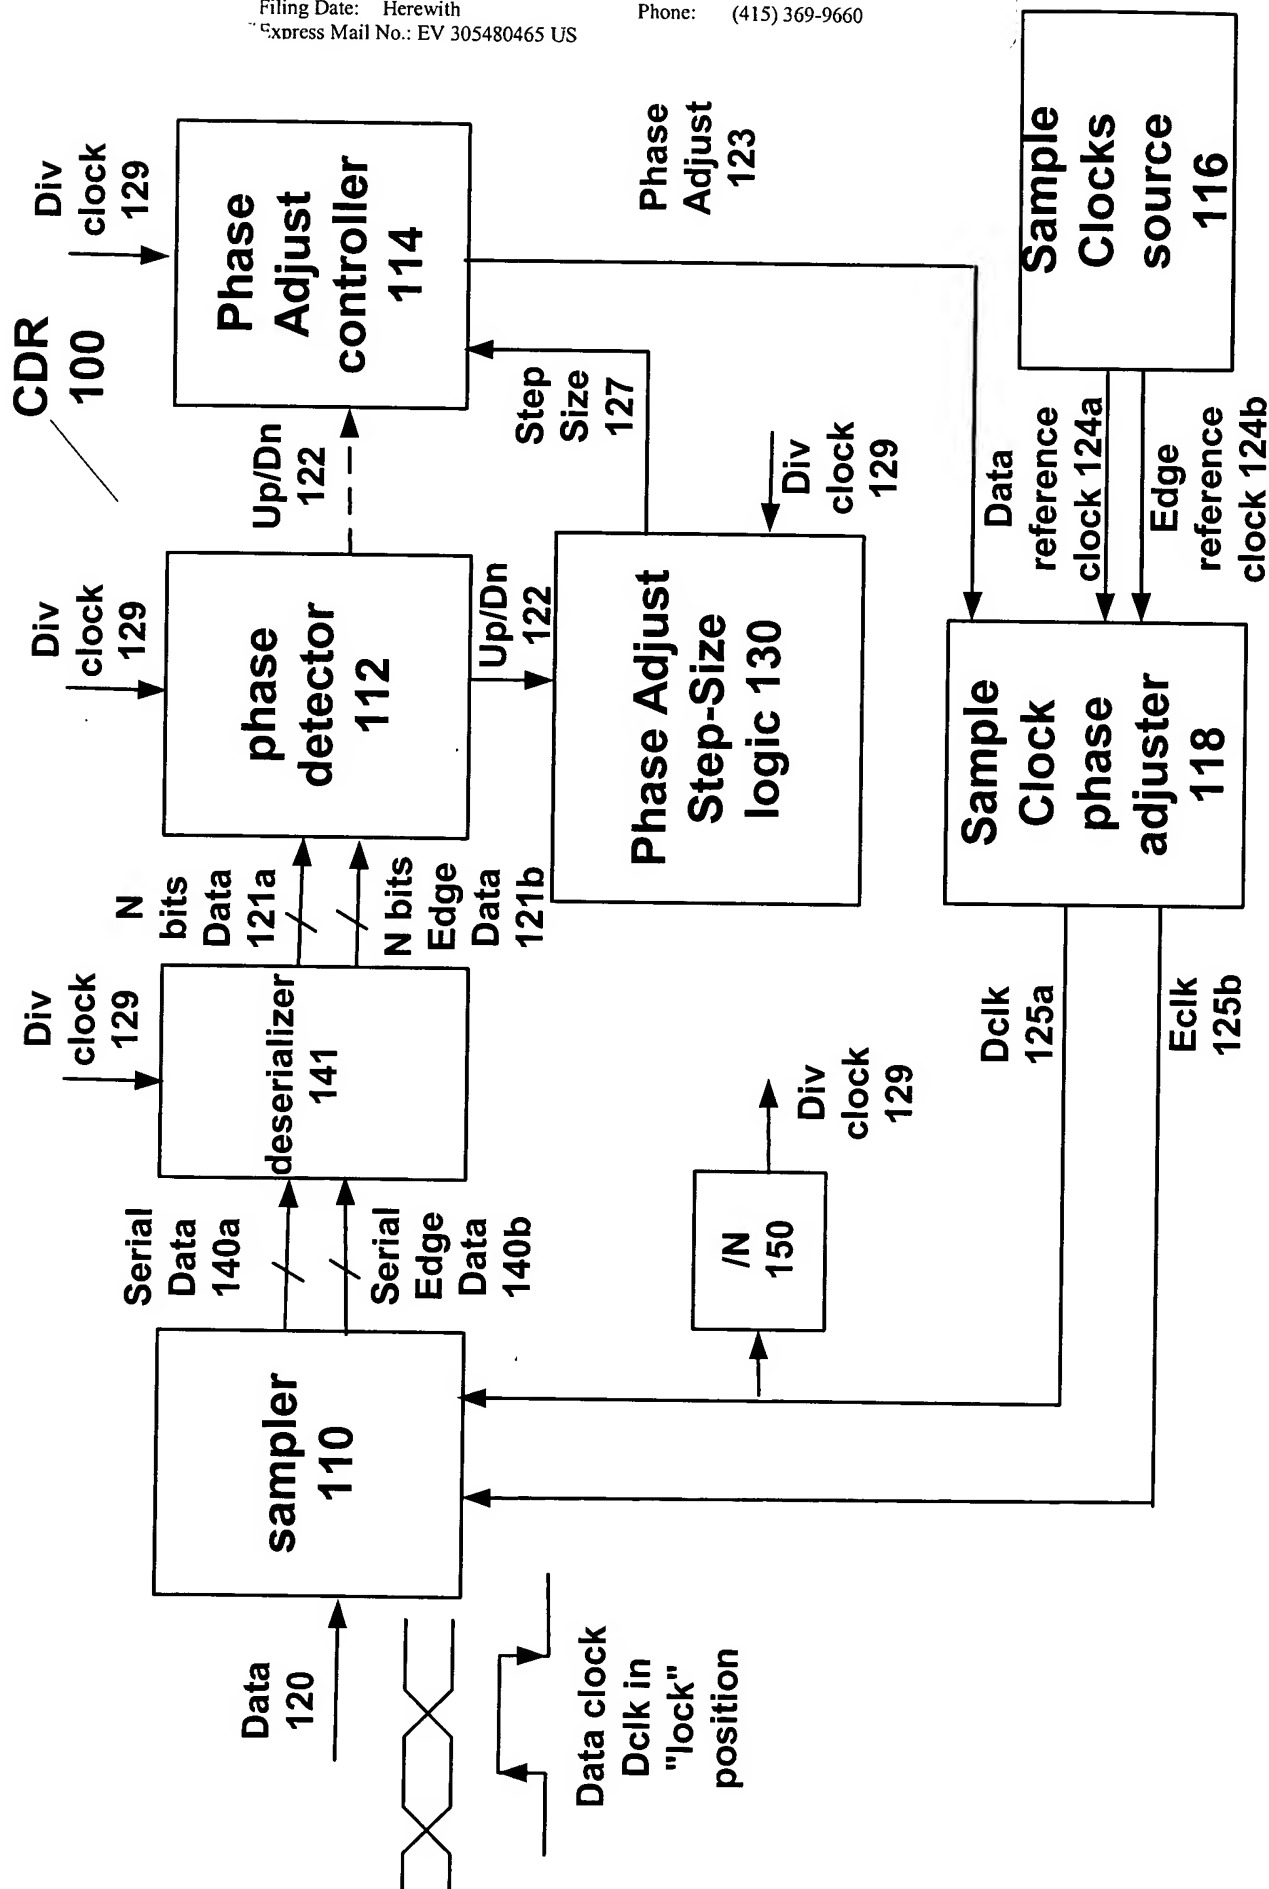 Filing Date: Herewith
Phone: (415) 369-9660
Express Mail No.: EV 305480465 US
CDR
100
Data
120
Data clock
Dclk in
"lock"
position
sampler
110
Serial
Data
140a
Serial
Edge
Data
140b
Div
clock
129
deserializer
141
N
bits
Data
121a
N bits
Edge
Data
121b
Div
clock
129
phase
detector
112
Up/Dn
122
Up/Dn
122
Div
clock
129
Phase
Adjust
controller
114
Step
Size
127
Phase Adjust
Step-Size
logic 130
Div
clock
129
Phase
Adjust
123
/N
150
Div
clock
129
Dclk
125a
Eclk
125b
Sample
Clock
phase
adjuster
118
Data
reference
clock 124a
Edge
reference
clock 124b
Sample
Clocks
source
116